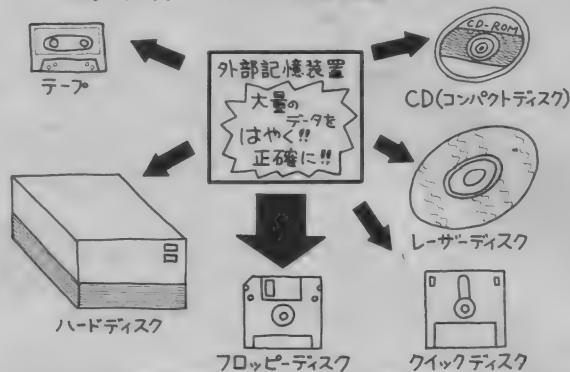 外部記憶装置
大量の
データを
はやく!!
正確に!!
テープ
CD-ROM
CD(コンパクトディスク)
レーザーディスク
ハードディスク
フロッピーディスク
クイックディスク